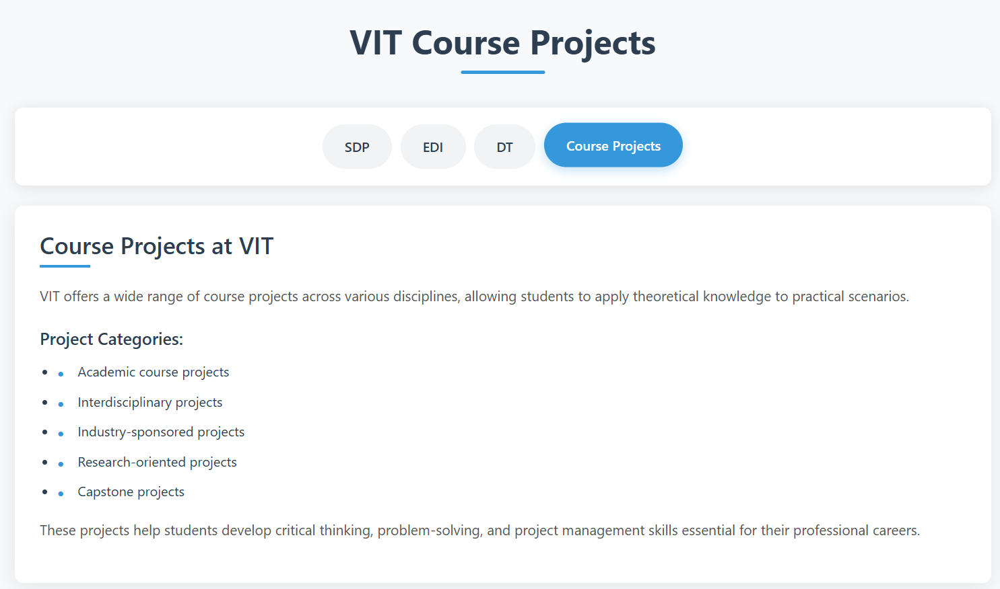 VIT Course Projects
SDP
EDI
DT
Course Projects
Course Projects at VIT
VIT offers a wide range of course projects across various disciplines, allowing students to apply theoretical knowledge to practical scenarios.
Project Categories:
Academic course projects
Interdisciplinary projects
Industry-sponsored projects
Research-oriented projects
Capstone projects
These projects help students develop critical thinking, problem-solving, and project management skills essential for their professional careers.